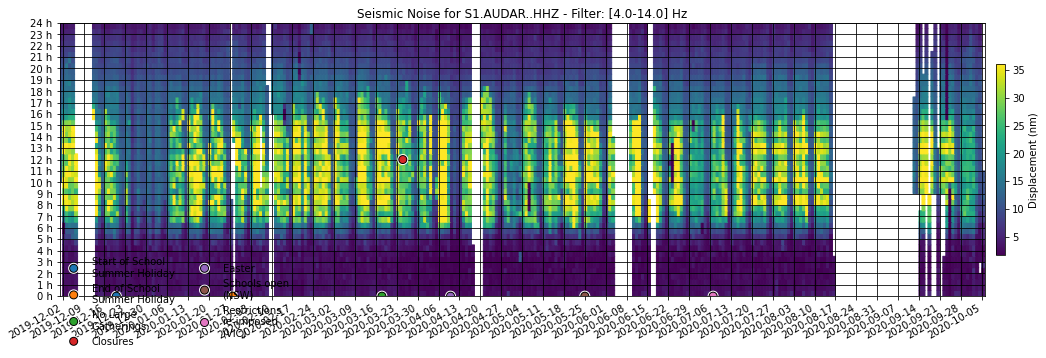 Seismic Noise for S1.AUDAR..HHZ - Filter: [4.0-14.0] Hz
24 h
23 h
22 h
21 h
20 h
19 h
18 h
17 h
16 h
15 h
14 h
13 h
12 h
11 h
10 h
9 h
8 h
7 h
6 h
5 h
4 h
3 h
2 h
1 h
0 h
35
30
25
20
15
10
5
Displacement (nm)
Start of School
Summer Holiday
End of School
Summer Holiday
No Large
Gatherings
Closures
Easter
Schools open
(NSW)
Restrictions
re-imposed
(VIC)
2019-12-02
2019-12-09
2020-01-20
2020-02-17
2020-02-24
2020-03-02
2020-03-09
2020-03-16
2020-03-23
2020-03-30
2020-04-06
2020-04-13
2020-04-20
2020-04-27
2020-05-04
2020-05-11
2020-05-18
2020-05-25
2020-06-01
2020-06-08
2020-06-15
2020-06-22
2020-06-29
2020-07-06
2020-07-13
2020-07-20
2020-07-27
2020-08-03
2020-08-10
2020-08-17
2020-08-24
2020-08-31
2020-09-07
2020-09-14
2020-09-21
2020-09-28
2020-10-05